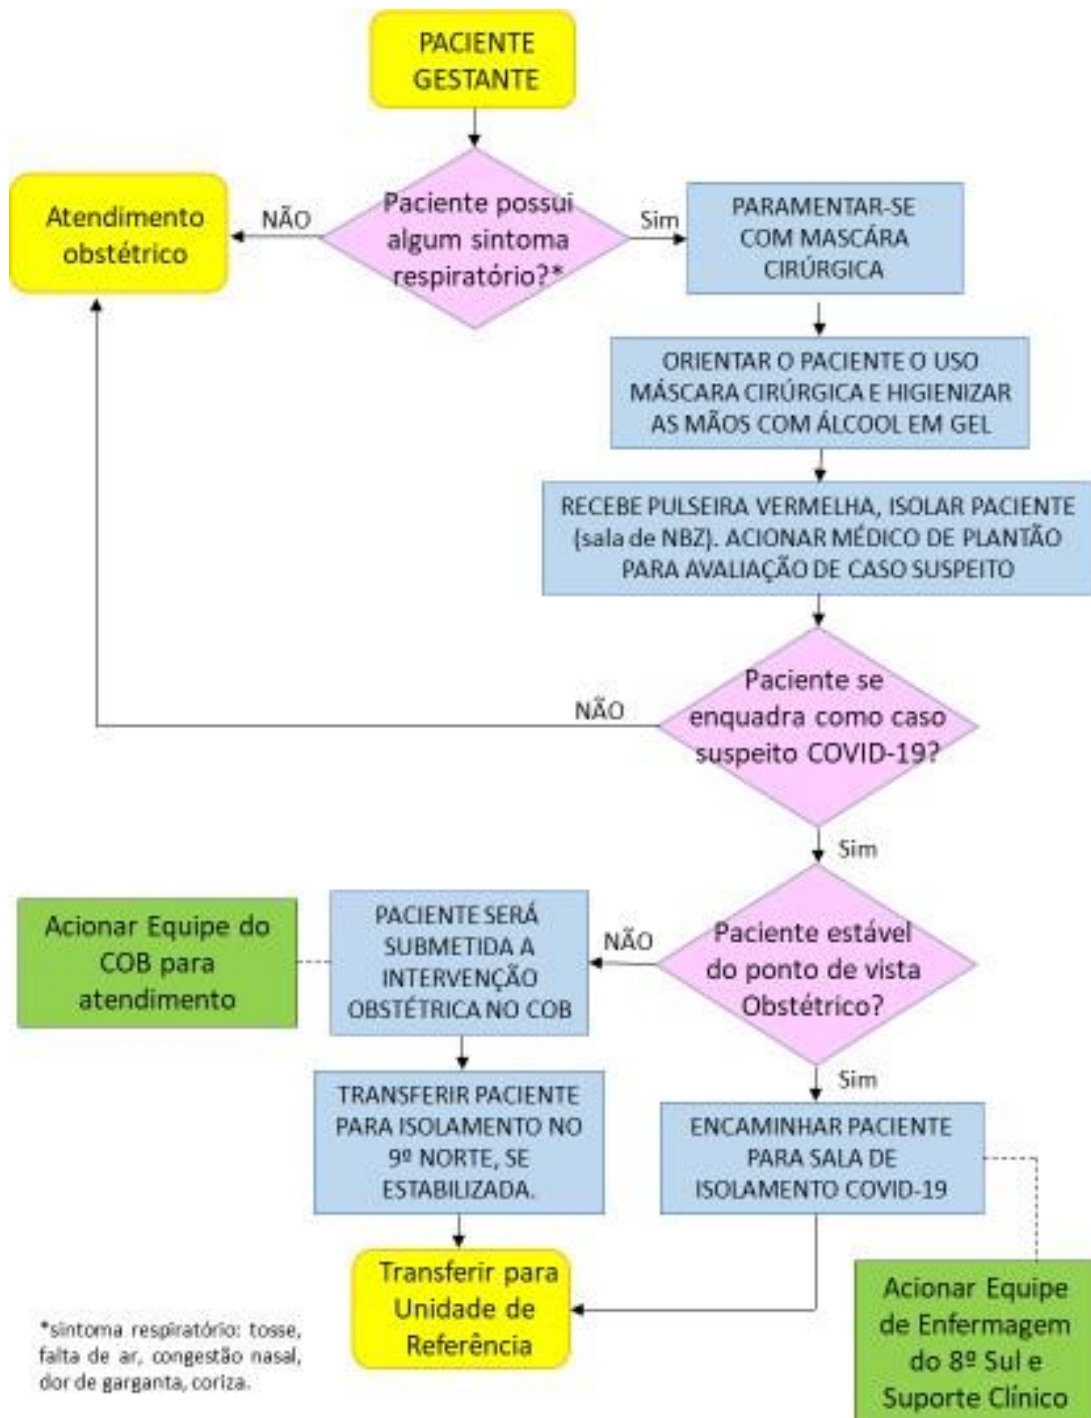 PACIENTE
GESTANTE
Paciente possui
algum sintoma
respiratório?*
NÃO
Atendimento
obstétrico
Sim
PARAMENTAR-SE
COM MASCÁRA
CIRÚRGICA
ORIENTAR O PACIENTE O USO
MÁSCARA CIRÚRGICA E HIGIENIZAR
AS MÃOS COM ÁLCOOL EM GEL
RECEBE PULSEIRA VERMELHA, ISOLAR PACIENTE
(sala de NBZ). ACIONAR MÉDICO DE PLANTÃO
PARA AVALIAÇÃO DE CASO SUSPEITO
Paciente se
enquadra como caso
suspeito COVID-19?
NÃO
Sim
Paciente estável
do ponto de vista
Obstétrico?
NÃO
PACIENTE SERÁ
SUBMETIDA A
INTERVENÇÃO
OBSTÉTRICA NO COB
Acionar Equipe do
COB para
atendimento
TRANSFERIR PACIENTE
PARA ISOLAMENTO NO
9º NORTE, SE
ESTABILIZADA.
Sim
ENCAMINHAR PACIENTE
PARA SALA DE
ISOLAMENTO COVID-19
Transferir para
Unidade de
Referência
Acionar Equipe
de Enfermagem
do 8º Sul e
Suporte Clínico
*sintoma respiratório: tosse,
falta de ar, congestão nasal,
dor de garganta, coriza.